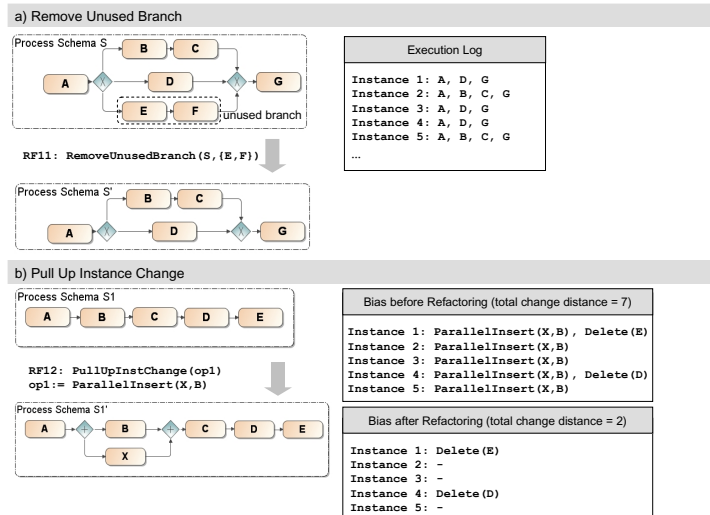 a) Remove Unused Branch
Process Schema S
B
C
A
X
D
X
G
E
F
unused branch
Execution Log
Instance 1: A, D, G
Instance 2: A, B, C, G
Instance 3: A, D, G
Instance 4: A, D, G
Instance 5: A, B, C, G
...
RF11: RemoveUnusedBranch(S,{E,F})
Process Schema S'
B
C
A
X
D
X
G
b) Pull Up Instance Change
Process Schema S1
A
B
C
D
E
RF12: PullUpInstChange(op1)
op1:= ParallelInsert(X,B)
Process Schema S1'
A
+
B
+
C
D
E
X
Bias before Refactoring (total change distance = 7)
Instance 1: ParallelInsert(X,B), Delete(E)
Instance 2: ParallelInsert(X,B)
Instance 3: ParallelInsert(X,B)
Instance 4: ParallelInsert(X,B), Delete(D)
Instance 5: ParallelInsert(X,B)
Bias after Refactoring (total change distance = 2)
Instance 1: Delete(E)
Instance 2: -
Instance 3: -
Instance 4: Delete(D)
Instance 5: -